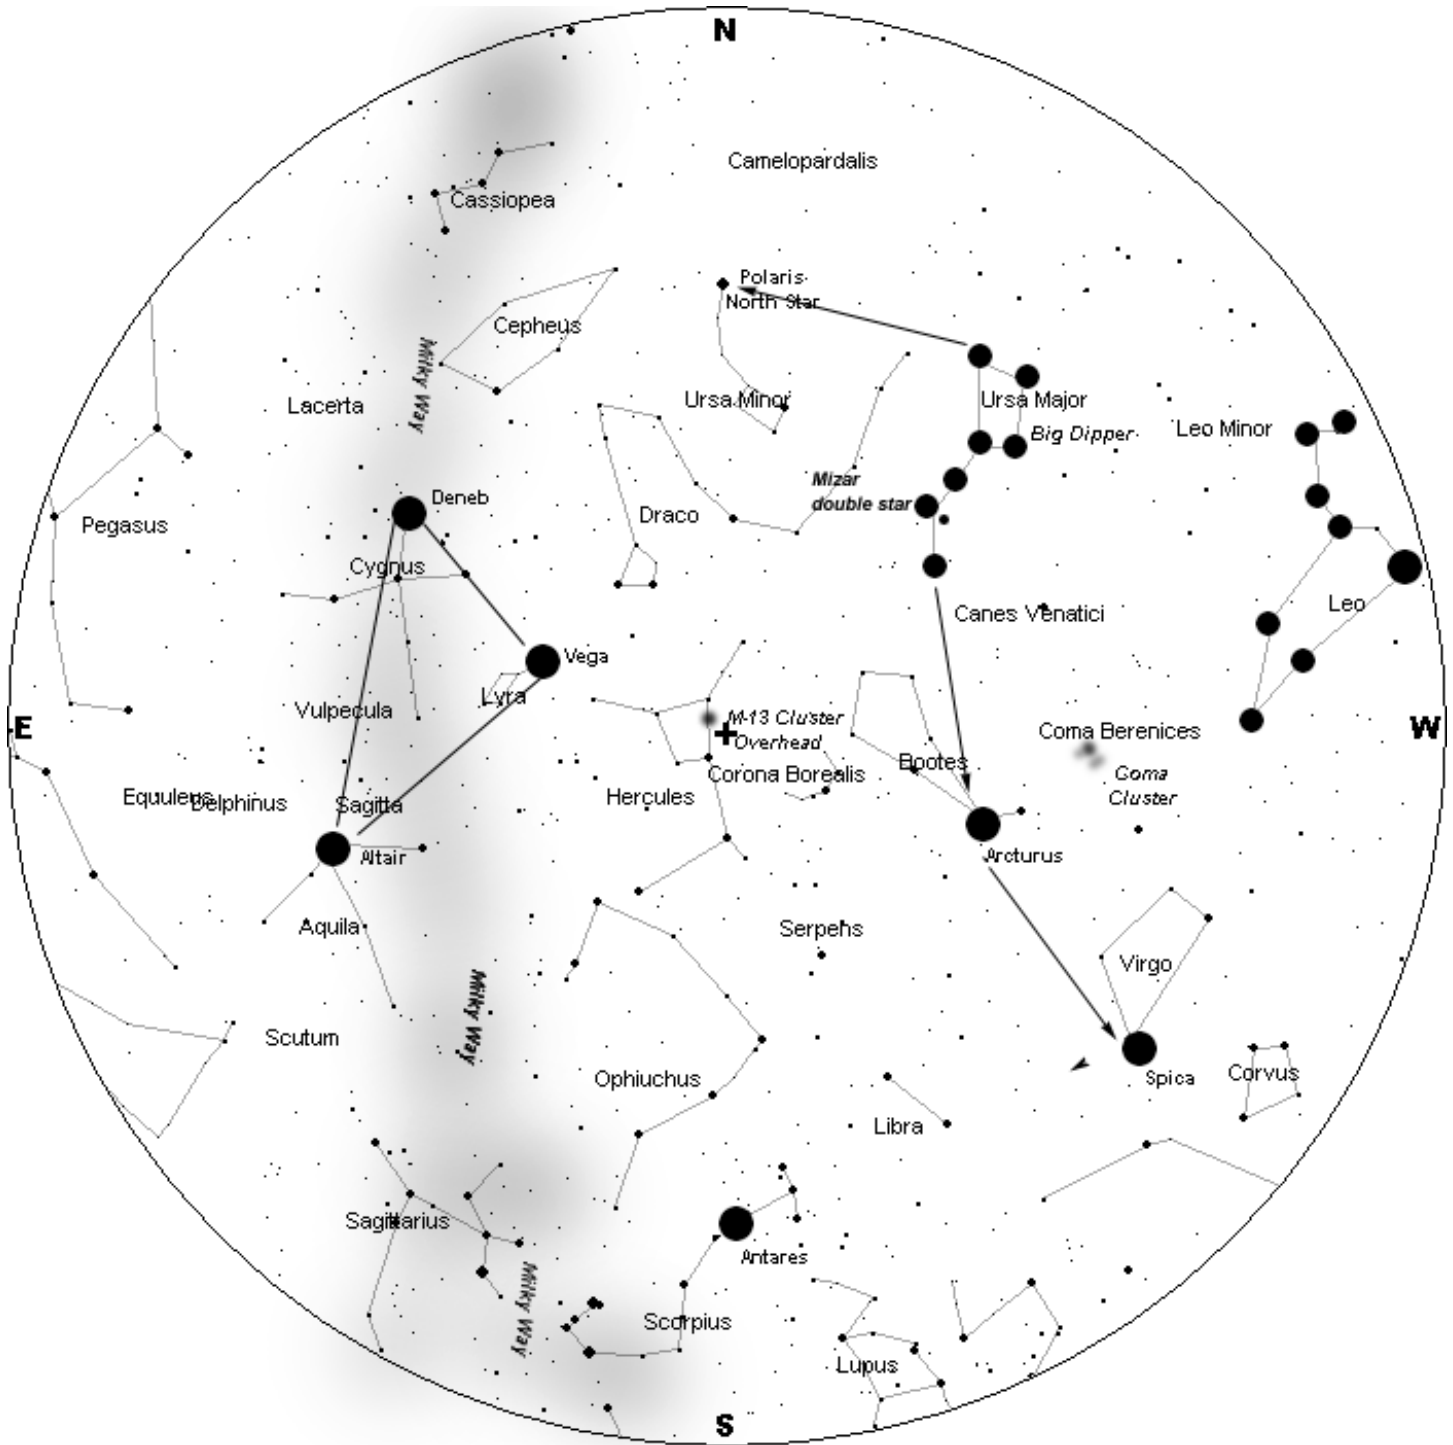 N
Camelopardalis
Cassiopea
Polaris
North Star
Cepheus
Milky Way
Lacerta
Ursa Minor
Ursa Major
Big Dipper
Leo Minor
Mizar
double star
Deneb
Draco
Pegasus
Cygnus
Canes Venatici
Leo
Vega
Lyra
Vulpecula
M-13 Cluster
Overhead
E
W
Coma Berenices
Bootes
Corona Borealis
Coma
Cluster
Equuleus
Delphinus
Sagitta
Hercules
Altair
Arcturus
Aquila
Serpens
Virgo
Milky Way
Scutum
Ophiuchus
Spica
Corvus
Libra
Sagittarius
Antares
Milky Way
Scorpius
Lupus
S